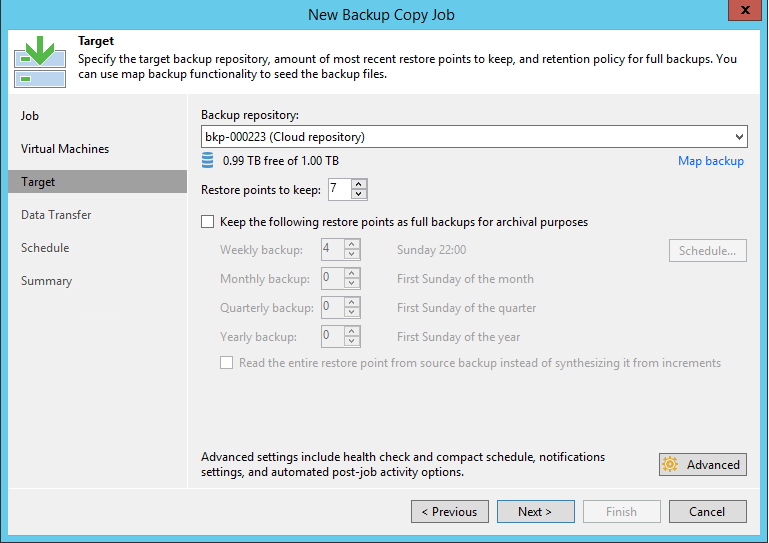 New Backup Copy Job
x
Target
Specify the target backup repository, amount of most recent restore points to keep, and retention policy for full backups. You
can use map backup functionality to seed the backup files.
Job
Virtual Machines
Target
Data Transfer
Schedule
Summary
Backup repository:
bkp-000223 (Cloud repository)
0.99 TB free of 1.00 TB
Map backup
Restore points to keep: 7
Keep the following restore points as full backups for archival purposes
Weekly backup: 4 Sunday 22:00 Schedule...
Monthly backup: 0 First Sunday of the month
Quarterly backup: 0 First Sunday of the quarter
Yearly backup: 0 First Sunday of the year
Read the entire restore point from source backup instead of synthesizing it from increments
Advanced settings include health check and compact schedule, notifications
settings, and automated post-job activity options.
Advanced
< Previous Next > Finish Cancel